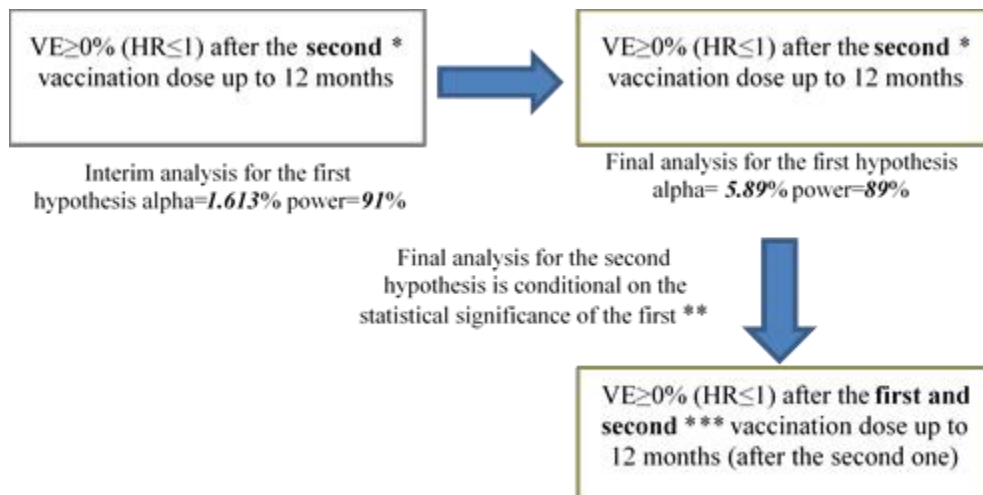 VE≥0% (HR≤1) after the second *
vaccination dose up to 12 months
Interim analysis for the first
hypothesis alpha=1.613% power=91%
VE≥0% (HR≤1) after the second *
vaccination dose up to 12 months
Final analysis for the first hypothesis
alpha= 5.89% power=89%
Final analysis for the second
hypothesis is conditional on the
statistical significance of the first **
VE≥0% (HR≤1) after the first and
second *** vaccination dose up to
12 months (after the second one)